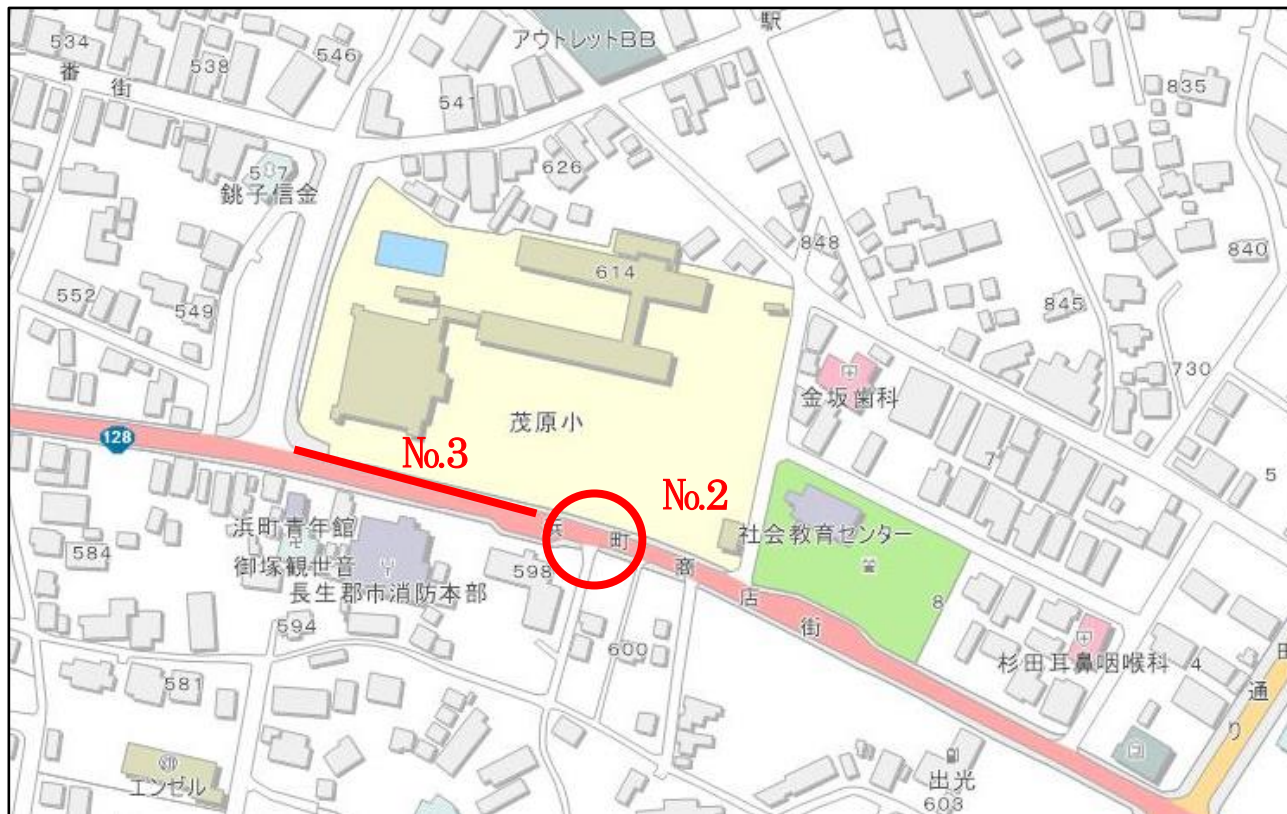 駅
アウトレットBB
534
546
538
番
街
541
835
626
507
銚子信金
848
840
614
552
549
845
730
金坂歯科
茂原小
128
No.3
7
5
No.2
浜町青年館
浜
町
社会教育センター
584
御塚観世音
598
商
長生郡市消防本部
店
8
594
街
600
杉田耳鼻咽喉科
4
581
通
り
エンゼル
出光
603